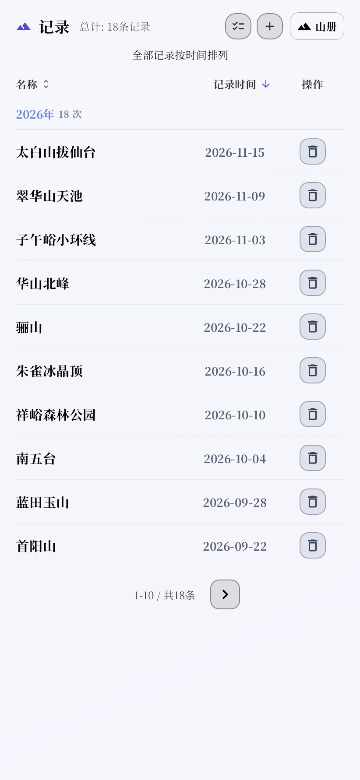 记录 总计: 18条记录 山册
全部记录按时间排列
名称 记录时间 操作
2026年 18 次
太白山拔仙台 2026-11-15
翠华山天池 2026-11-09
子午峪小环线 2026-11-03
华山北峰 2026-10-28
骊山 2026-10-22
朱雀冰晶顶 2026-10-16
祥峪森林公园 2026-10-10
南五台 2026-10-04
蓝田玉山 2026-09-28
首阳山 2026-09-22
1-10 / 共18条